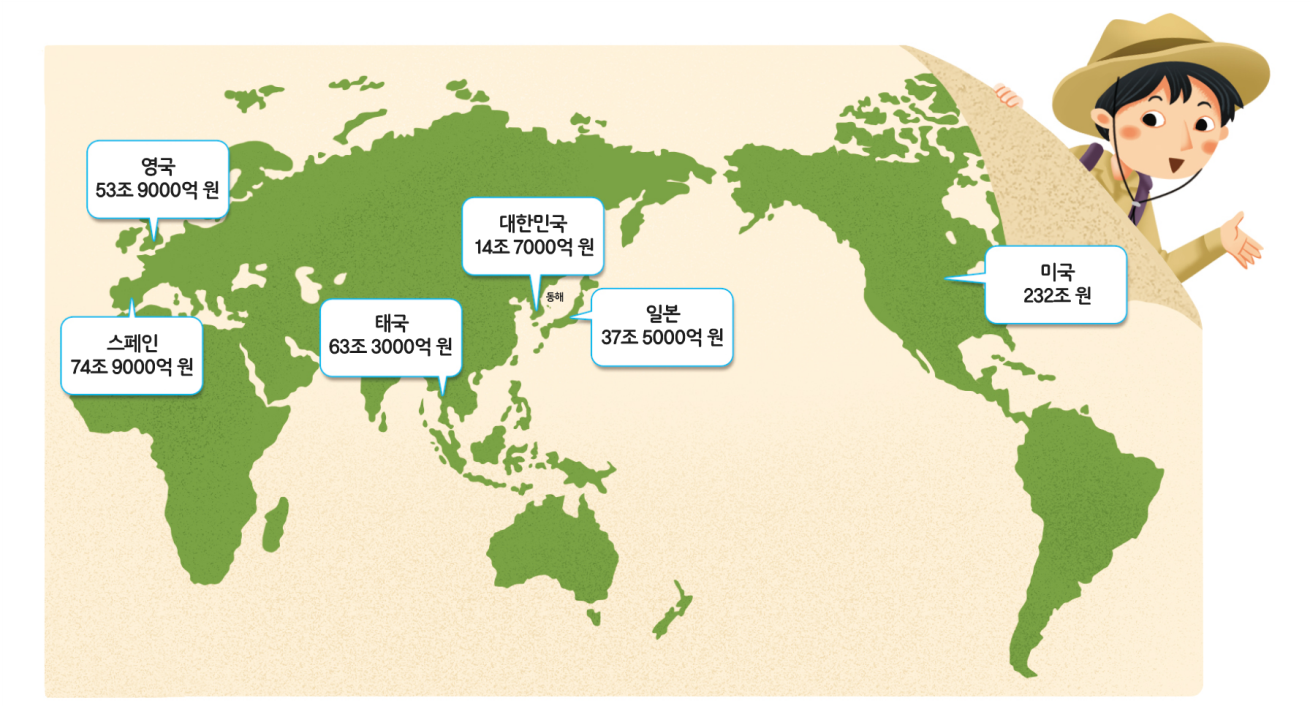 영국
53조 9000억 원
대한민국
14조 7000억 원
동해
미국
232조 원
일본
37조 5000억 원
태국
63조 3000억 원
스페인
74조 9000억 원